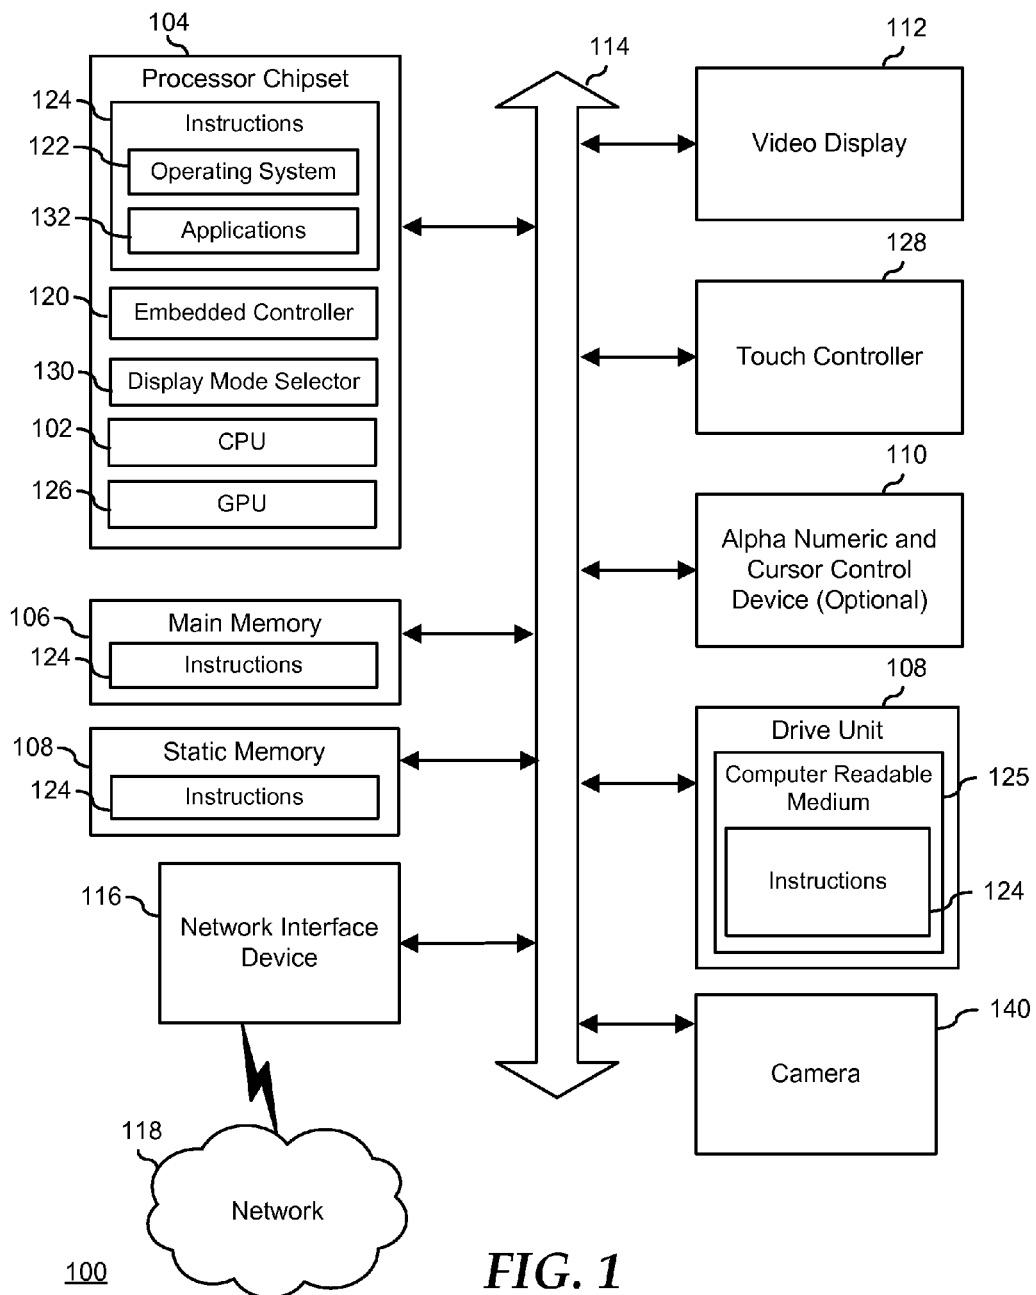 104
Processor Chipset
124
Instructions
122
Operating System
132
Applications
120
Embedded Controller
130
Display Mode Selector
102
CPU
126
GPU
106
Main Memory
124
Instructions
108
Static Memory
124
Instructions
116
Network Interface
Device
118
Network
100
114
112
Video Display
128
Touch Controller
110
Alpha Numeric and
Cursor Control
Device (Optional)
108
Drive Unit
Computer Readable
Medium
125
Instructions
124
140
Camera
FIG. 1